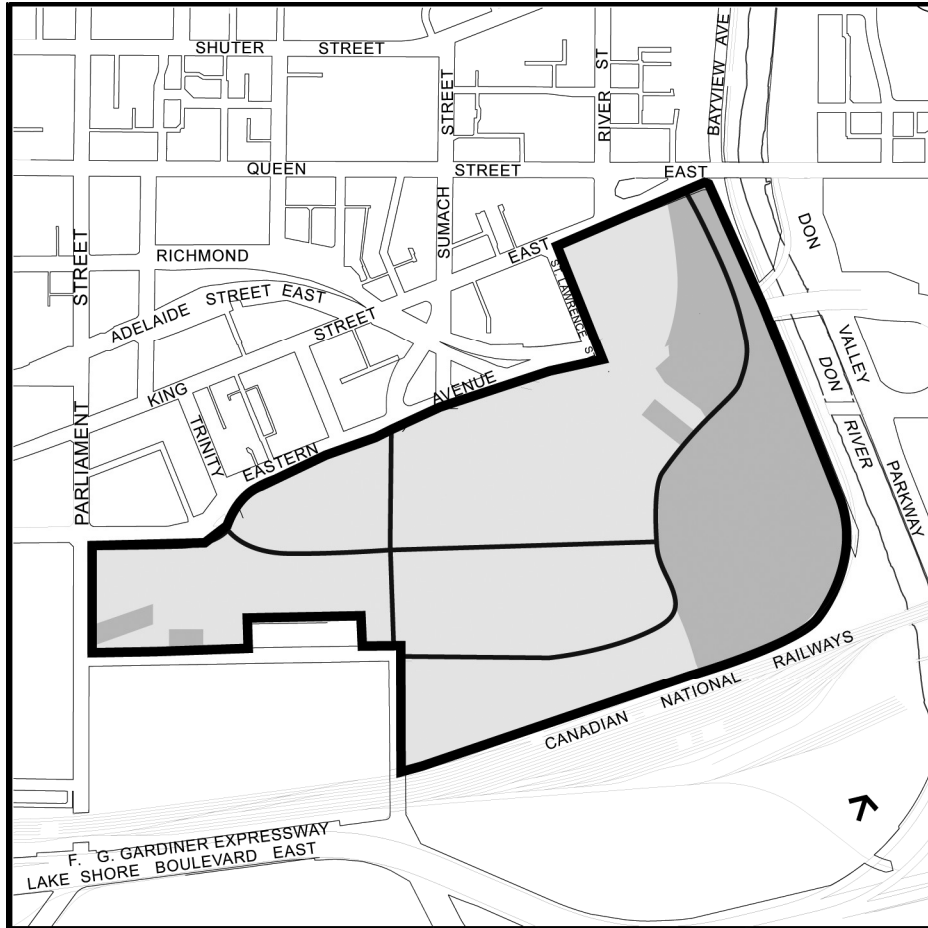 SHUTER STREET
STREET
RIVER ST
BAYVIEW AVE
QUEEN STREET EAST
SUMACH
DON
STREET
RICHMOND
EAST
ST. LAWRENCE S
ADELAIDE STREET EAST
STREET
KING
VALLEY
DON
AVENUE
PARLIAMENT
TRINITY
EASTERN
RIVER
PARKWAY
CANADIAN NATIONAL RAILWAYS
F. G. GARDINER EXPRESSWAY
LAKE SHORE BOULEVARD EAST